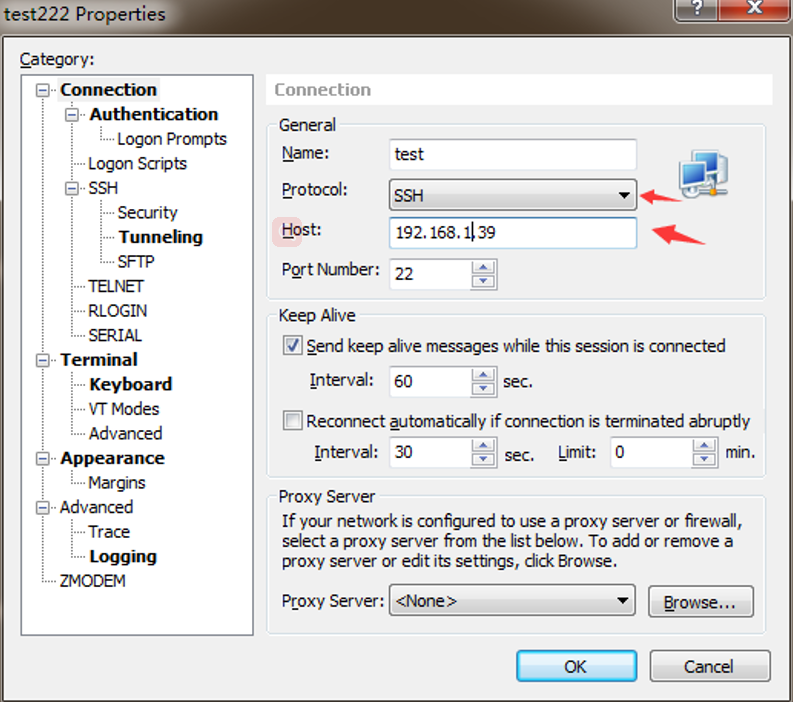 test222 Properties
?
Category:
Connection
Authentication
Logon Prompts
Logon Scripts
SSH
Security
Tunneling
SFTP
TELNET
RLOGIN
SERIAL
Terminal
Keyboard
VT Modes
Advanced
Appearance
Margins
Advanced
Trace
Logging
ZMODEM
Connection
General
Name: test
Protocol: SSH
Host: 192.168.1.39
Port Number: 22
Keep Alive
Send keep alive messages while this session is connected
Interval: 60 sec.
Reconnect automatically if connection is terminated abruptly
Interval: 30 sec. Limit: 0 min.
Proxy Server
If your network is configured to use a proxy server or firewall,
select a proxy server from the list below. To add or remove a
proxy server or edit its settings, click Browse.
Proxy Server: <None> Browse...
OK Cancel